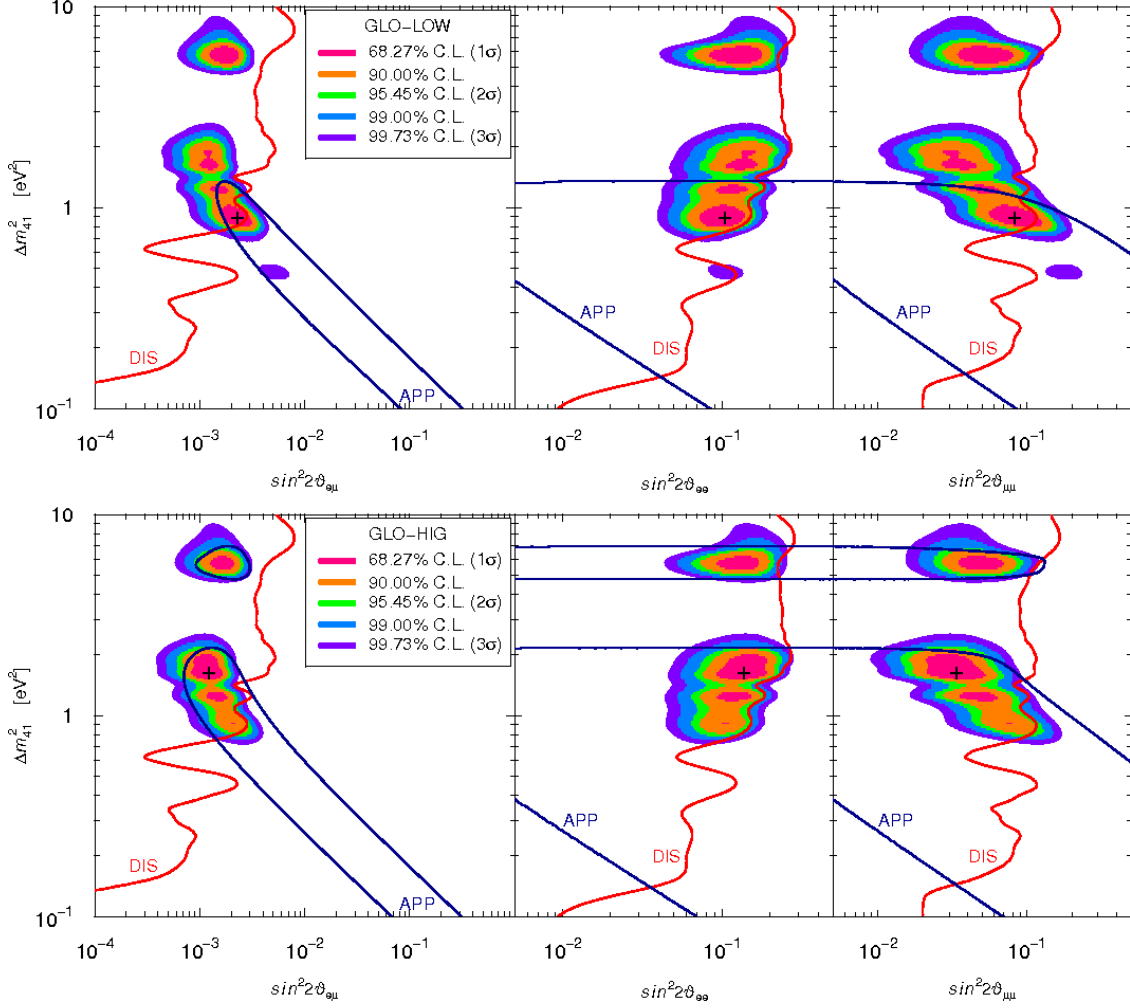 GLO-LOW
68.27% C.L. (1σ)
90.00% C.L.
95.45% C.L. (2σ)
99.00% C.L.
99.73% C.L. (3σ)
10
1
10⁻¹
Δm²₄₁ [eV²]
DIS
APP
APP
DIS
APP
DIS
10⁻⁴ 10⁻³ 10⁻² 10⁻¹
10⁻² 10⁻¹
10⁻² 10⁻¹
sin²2ϑₑμ
sin²2ϑₑₑ
sin²2ϑμμ
GLO-HIG
68.27% C.L. (1σ)
90.00% C.L.
95.45% C.L. (2σ)
99.00% C.L.
99.73% C.L. (3σ)
10
1
10⁻¹
Δm²₄₁ [eV²]
DIS
APP
APP
DIS
APP
DIS
10⁻⁴ 10⁻³ 10⁻² 10⁻¹
10⁻² 10⁻¹
10⁻² 10⁻¹
sin²2ϑₑμ
sin²2ϑₑₑ
sin²2ϑμμ